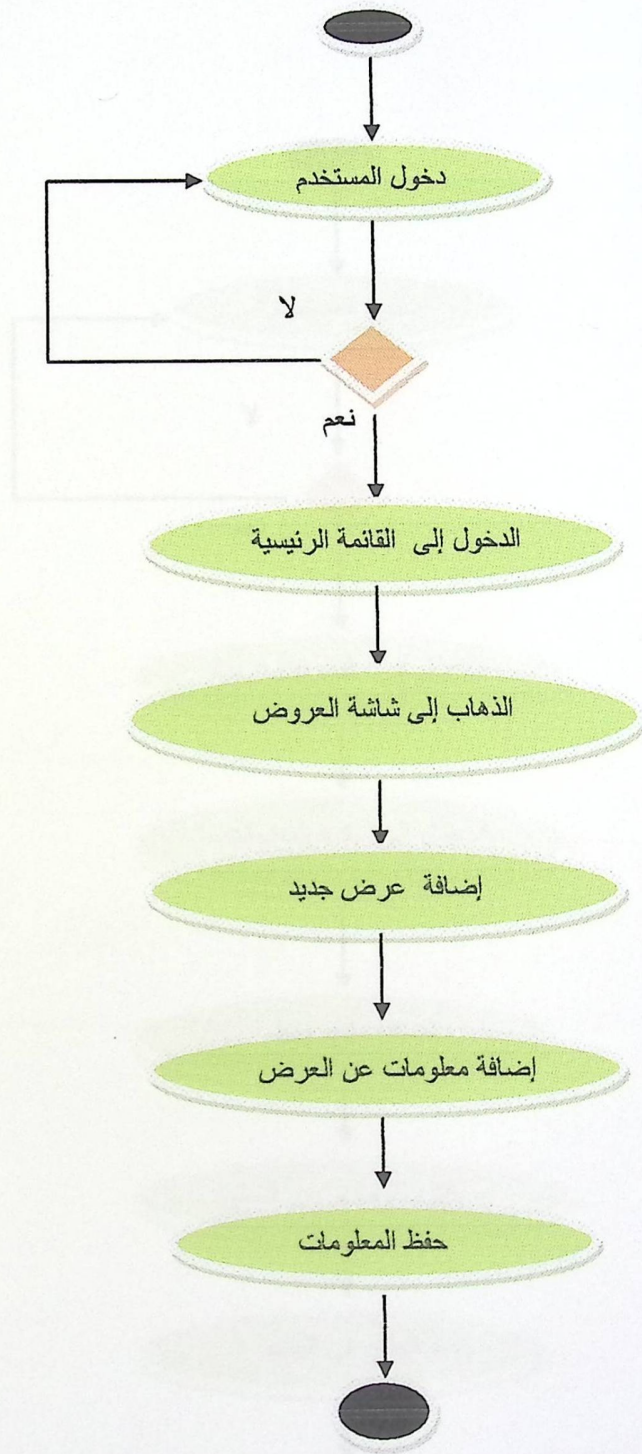 دخول المستخدم
لا
نعم
الدخول إلى القائمة الرئيسية
الذهاب إلى شاشة العروض
إضافة عرض جديد
إضافة معلومات عن العرض
حفظ المعلومات